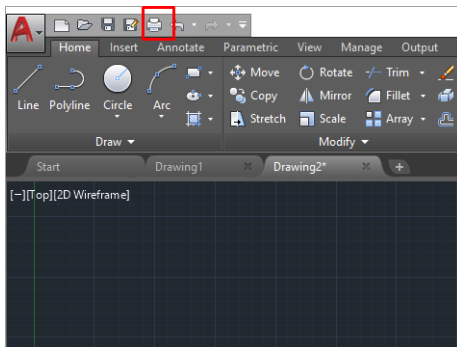 A
Home Insert Annotate Parametric View Manage Output
Line Polyline Circle Arc
Move Rotate Trim
Copy Mirror Fillet
Stretch Scale Array
Draw Modify
Start Drawing1 Drawing2* +
[−][Top][2D Wireframe]